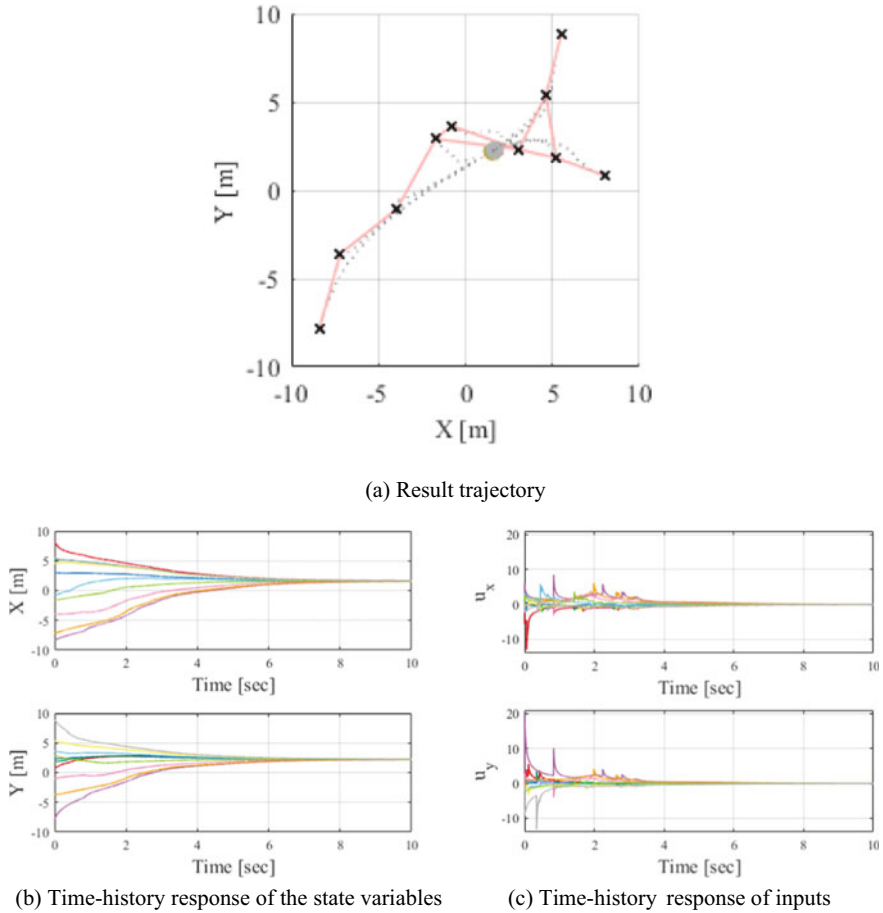 10
5
0
-5
-10
Y [m]
-10 -5 0 5 10
X [m]
(a) Result trajectory
10
5
0
-5
-10
X [m]
0 2 4 6 8 10
Time [sec]
20
10
0
-10
u_x
0 2 4 6 8 10
Time [sec]
10
5
0
-5
-10
Y [m]
0 2 4 6 8 10
Time [sec]
20
10
0
-10
u_y
0 2 4 6 8 10
Time [sec]
(b) Time-history response of the state variables
(c) Time-history response of inputs